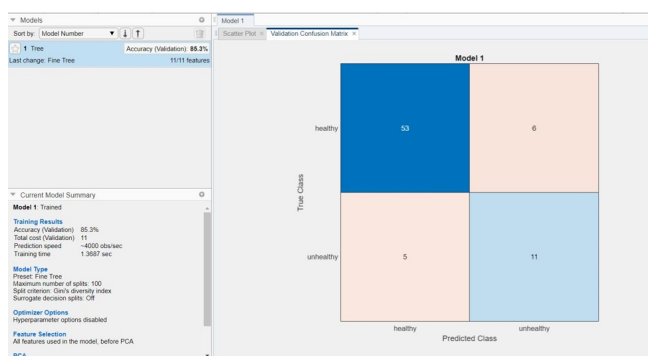 Models
Sort by: Model Number
1 Tree Accuracy (Validation): 85.3%
Last change: Fine Tree 11/11 features
Current Model Summary
Model 1: Trained
Training Results
Accuracy (Validation) 85.3%
Total cost (Validation) 11
Prediction speed ~4000 obs/sec
Training time 1.3687 sec
Model Type
Preset: Fine Tree
Maximum number of splits: 100
Split criterion: Gini's diversity index
Surrogate decision splits: Off
Optimizer Options
Hyperparameter options disabled
Feature Selection
All features used in the model, before PCA
PCA
Model 1
Scatter Plot × Validation Confusion Matrix ×
Model 1
True Class
healthy 53 6
unhealthy 5 11
healthy unhealthy
Predicted Class